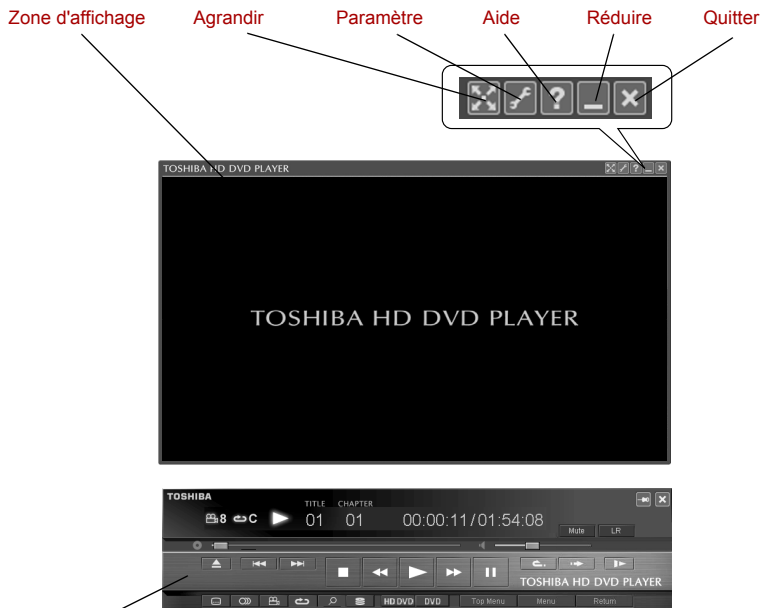 Zone d'affichage Agrandir Paramètre Aide Réduire Quitter
TOSHIBA HD DVD PLAYER
TOSHIBA HD DVD PLAYER
TOSHIBA
TITLE CHAPTER
8 C 01 01 00:00:11/01:54:08
Mute LR
TOSHIBA HD DVD PLAYER
HD DVD DVD Top Menu Menu Return